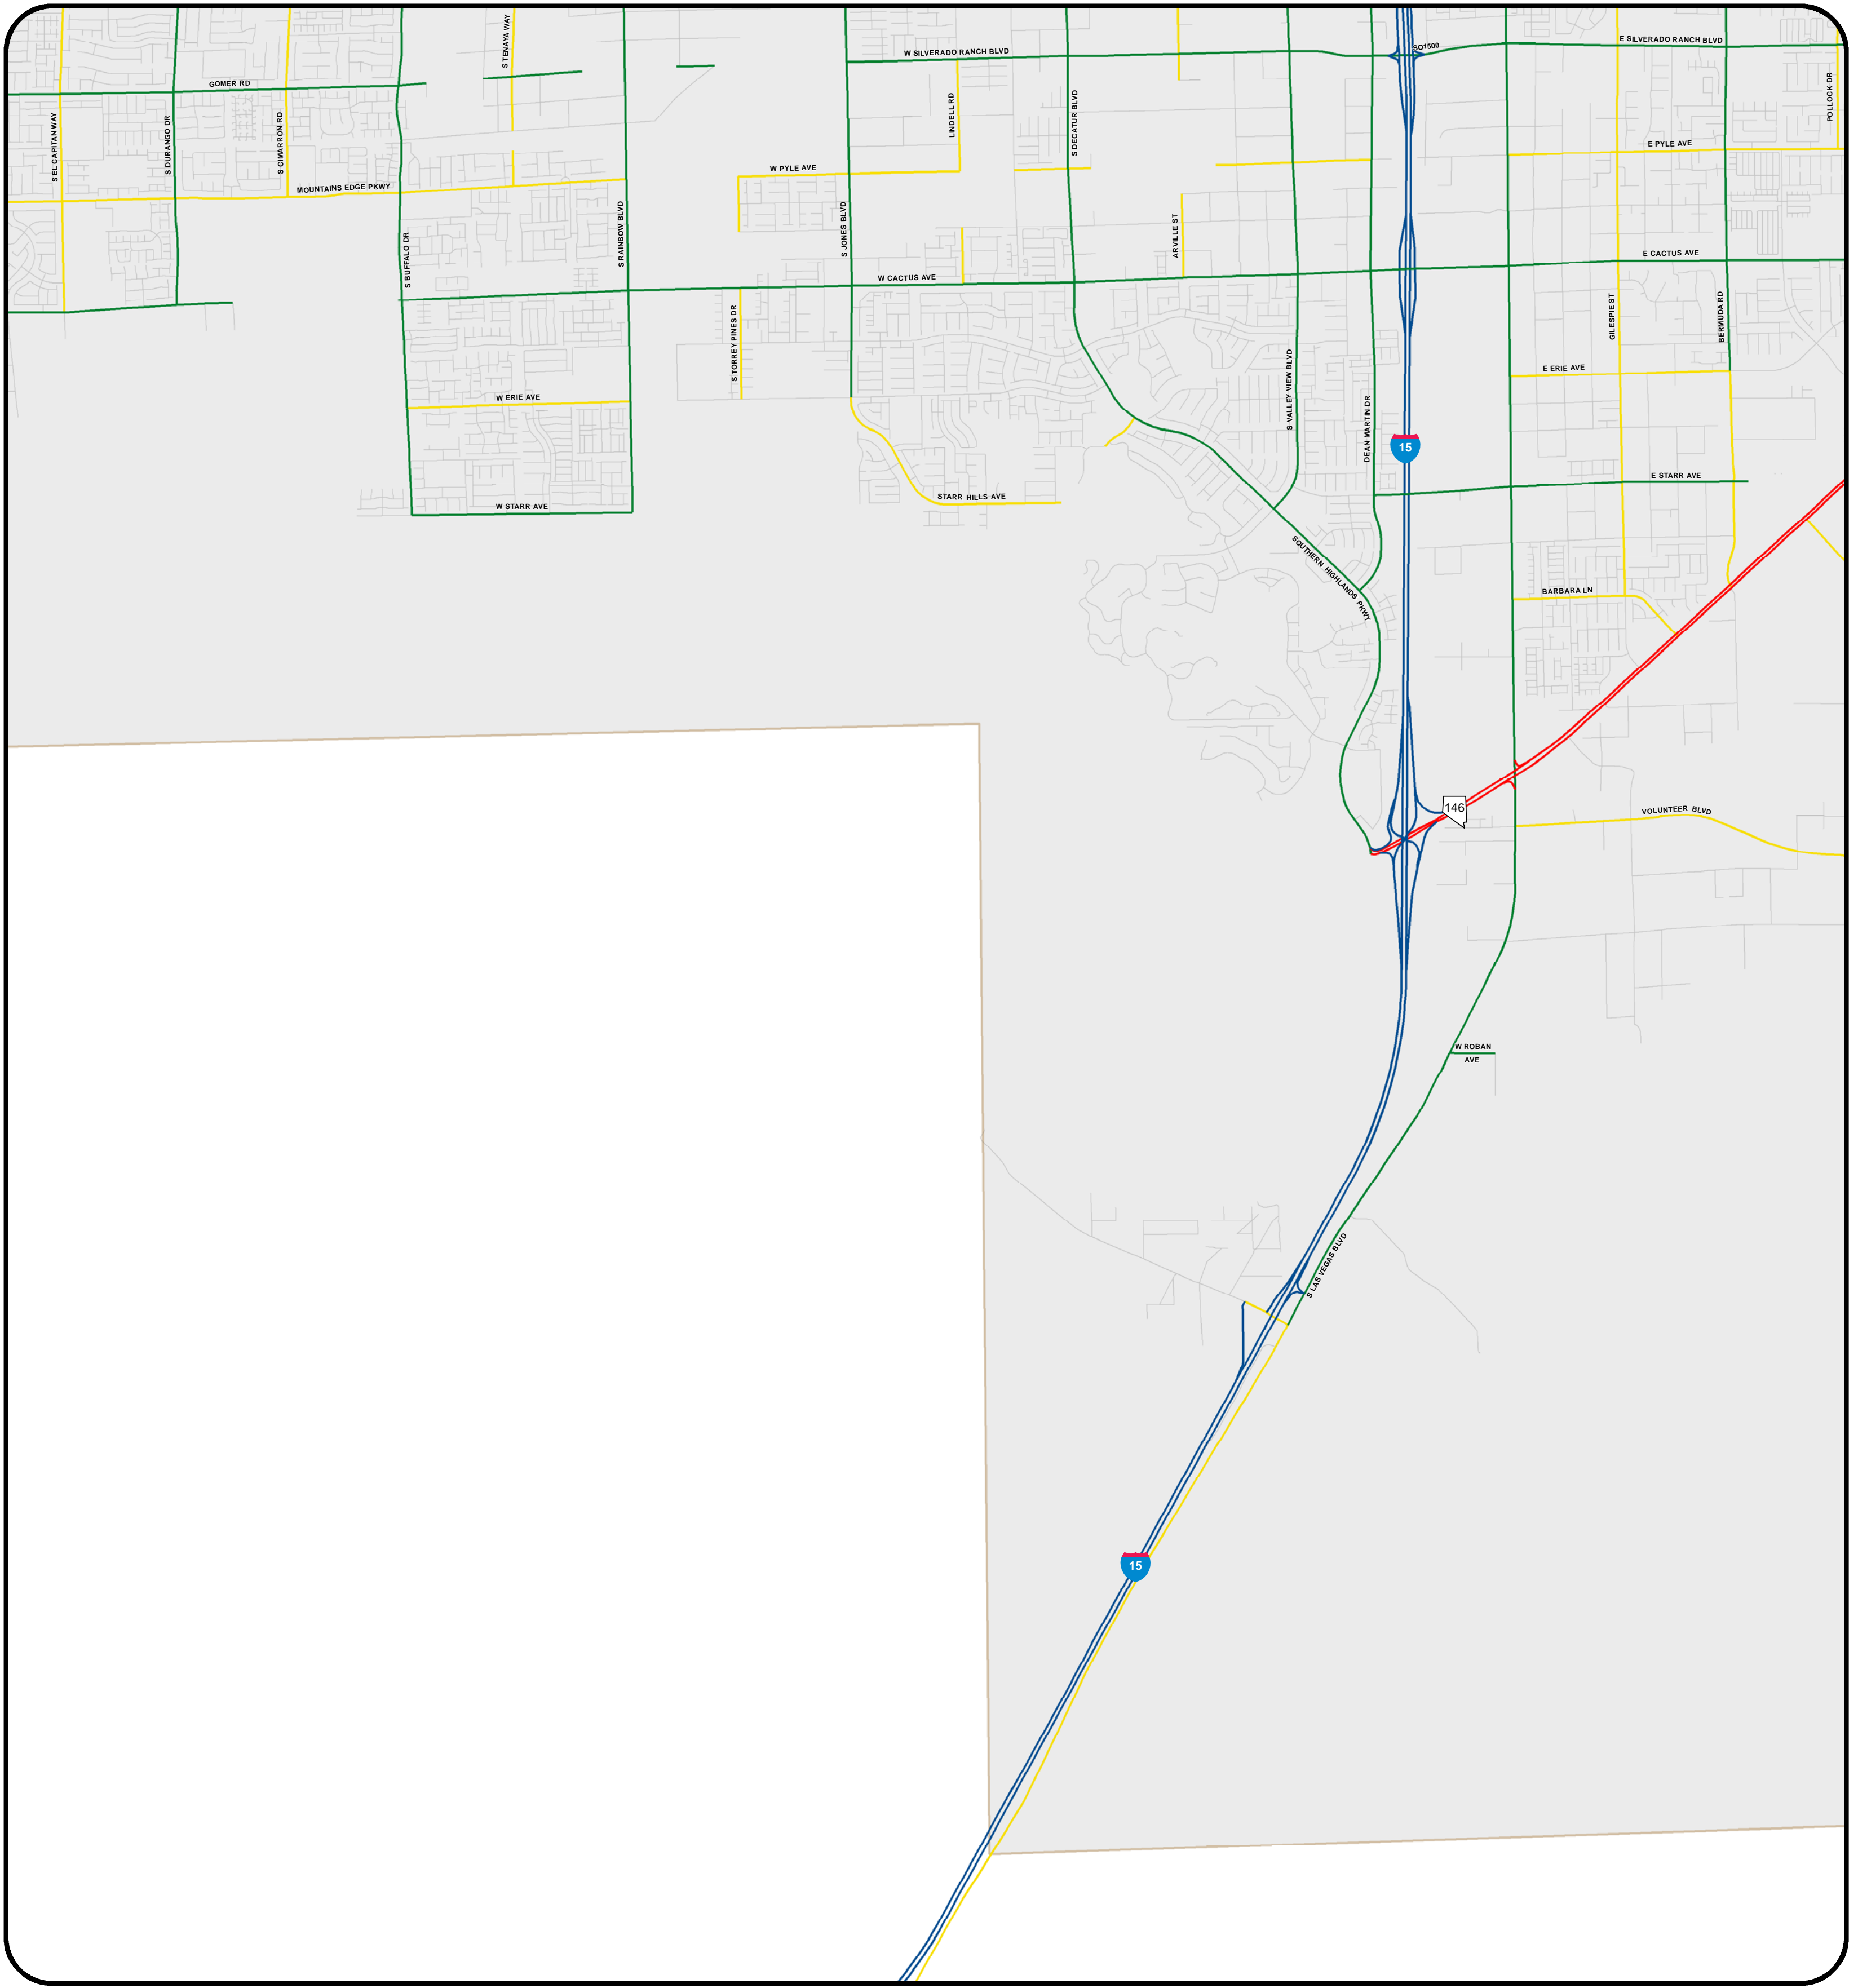 S TENAYA WAY
W SILVERADO RANCH BLVD
SO1500
E SILVERADO RANCH BLVD
GOMER RD
POLLOCK DR
S EL CAPITAN WAY
S DURANGO DR
S CIMARRON RD
LINDELL RD
S DECATUR BLVD
E PYLE AVE
W PYLE AVE
MOUNTAINS EDGE PKWY
S BUFFALO DR
S RAINBOW BLVD
S JONES BLVD
ARVILLE ST
E CACTUS AVE
W CACTUS AVE
S TORREY PINES DR
GILESPIE ST
BERMUDA RD
S VALLEY VIEW BLVD
E ERIE AVE
DEAN MARTIN DR
W ERIE AVE
15
E STARR AVE
STARR HILLS AVE
W STARR AVE
SOUTHERN HIGHLANDS PKWY
BARBARA LN
146
VOLUNTEER BLVD
W ROBAN
AVE
S LAS VEGAS BLVD
15